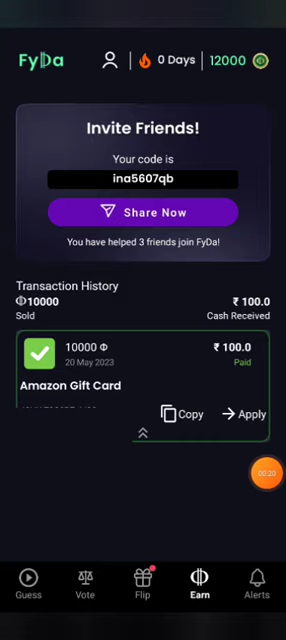 FyDa
0 Days
12000
Invite Friends!
Your code is
ina5607qb
Share Now
You have helped 3 friends join FyDa!
Transaction History
Ф10000
₹ 100.0
Sold
Cash Received
10000 Ф
₹ 100.0
20 May 2023
Paid
Amazon Gift Card
Copy
Apply
02:20
Guess
Vote
Flip
Earn
Alerts